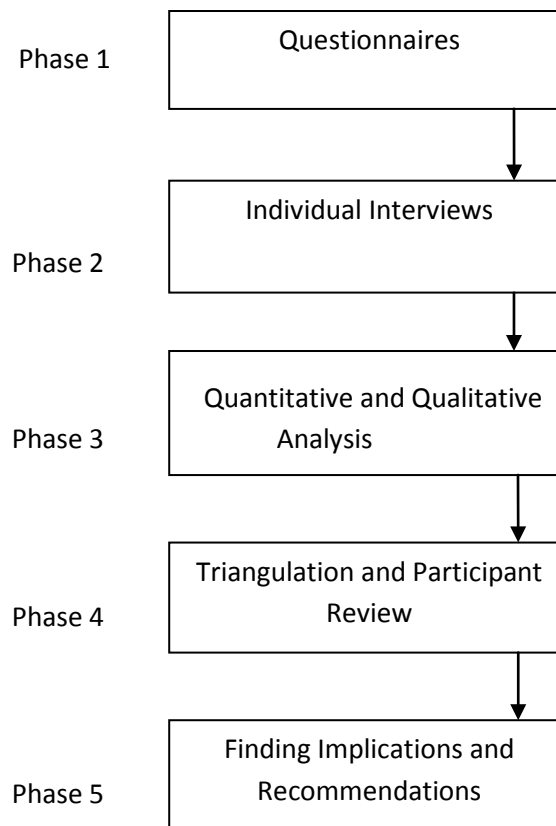 Questionnaires
Phase 1
Individual Interviews
Phase 2
Quantitative and Qualitative
Analysis
Phase 3
Triangulation and Participant
Review
Phase 4
Finding Implications and
Recommendations
Phase 5